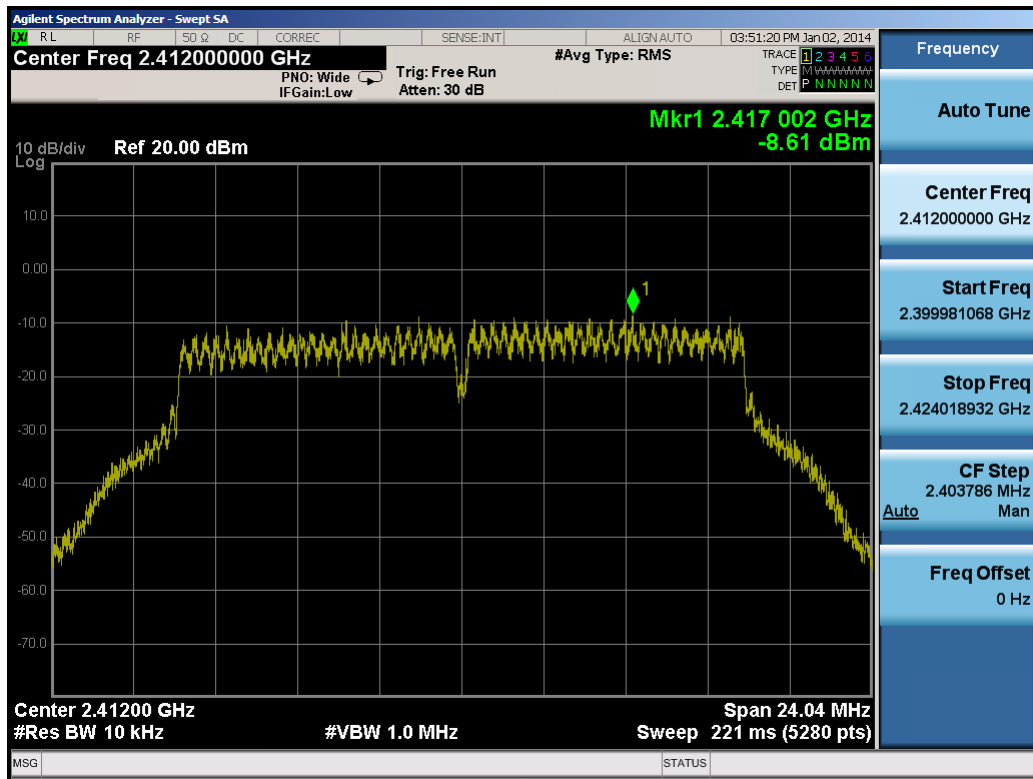 Agilent Spectrum Analyzer - Swept SA
LXI RL RF 50 Ω DC CORREC SENSE:INT ALIGNAUTO 03:51:20 PM Jan 02, 2014
Center Freq 2.412000000 GHz
#Avg Type: RMS
TRACE 1 2 3 4 5 6
PNO: Wide Trig: Free Run
TYPE MWWWWW
IFGain:Low Atten: 30 dB
DET P N N N N N
Mkr1 2.417 002 GHz
-8.61 dBm
10 dB/div Ref 20.00 dBm
Log
10.0
0.00
-10.0
-20.0
-30.0
-40.0
-50.0
-60.0
-70.0
1
Center 2.41200 GHz Span 24.04 MHz
#Res BW 10 kHz #VBW 1.0 MHz Sweep 221 ms (5280 pts)
MSG STATUS
Frequency
Auto Tune
Center Freq
2.412000000 GHz
Start Freq
2.399981068 GHz
Stop Freq
2.424018932 GHz
CF Step
2.403786 MHz
Auto Man
Freq Offset
0 Hz